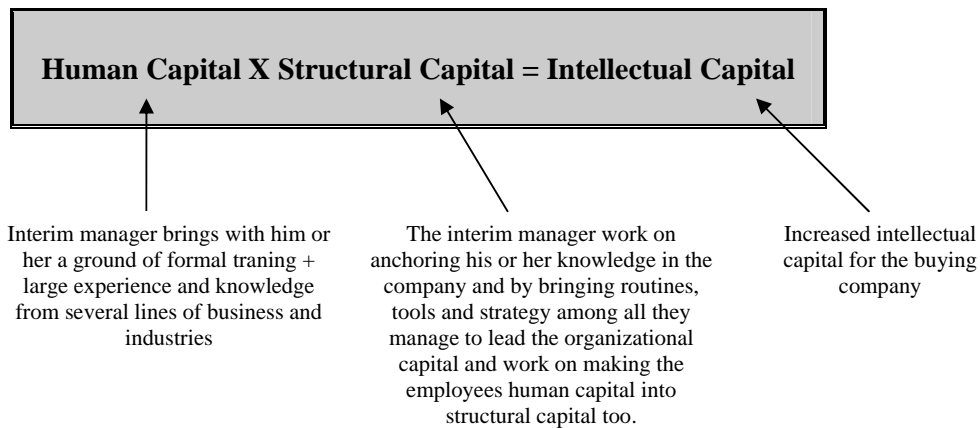 Human Capital X Structural Capital = Intellectual Capital
Interim manager brings with him or
her a ground of formal traning +
large experience and knowledge
from several lines of business and
industries
The interim manager work on
anchoring his or her knowledge in the
company and by bringing routines,
tools and strategy among all they
manage to lead the organizational
capital and work on making the
employees human capital into
structural capital too.
Increased intellectual
capital for the buying
company